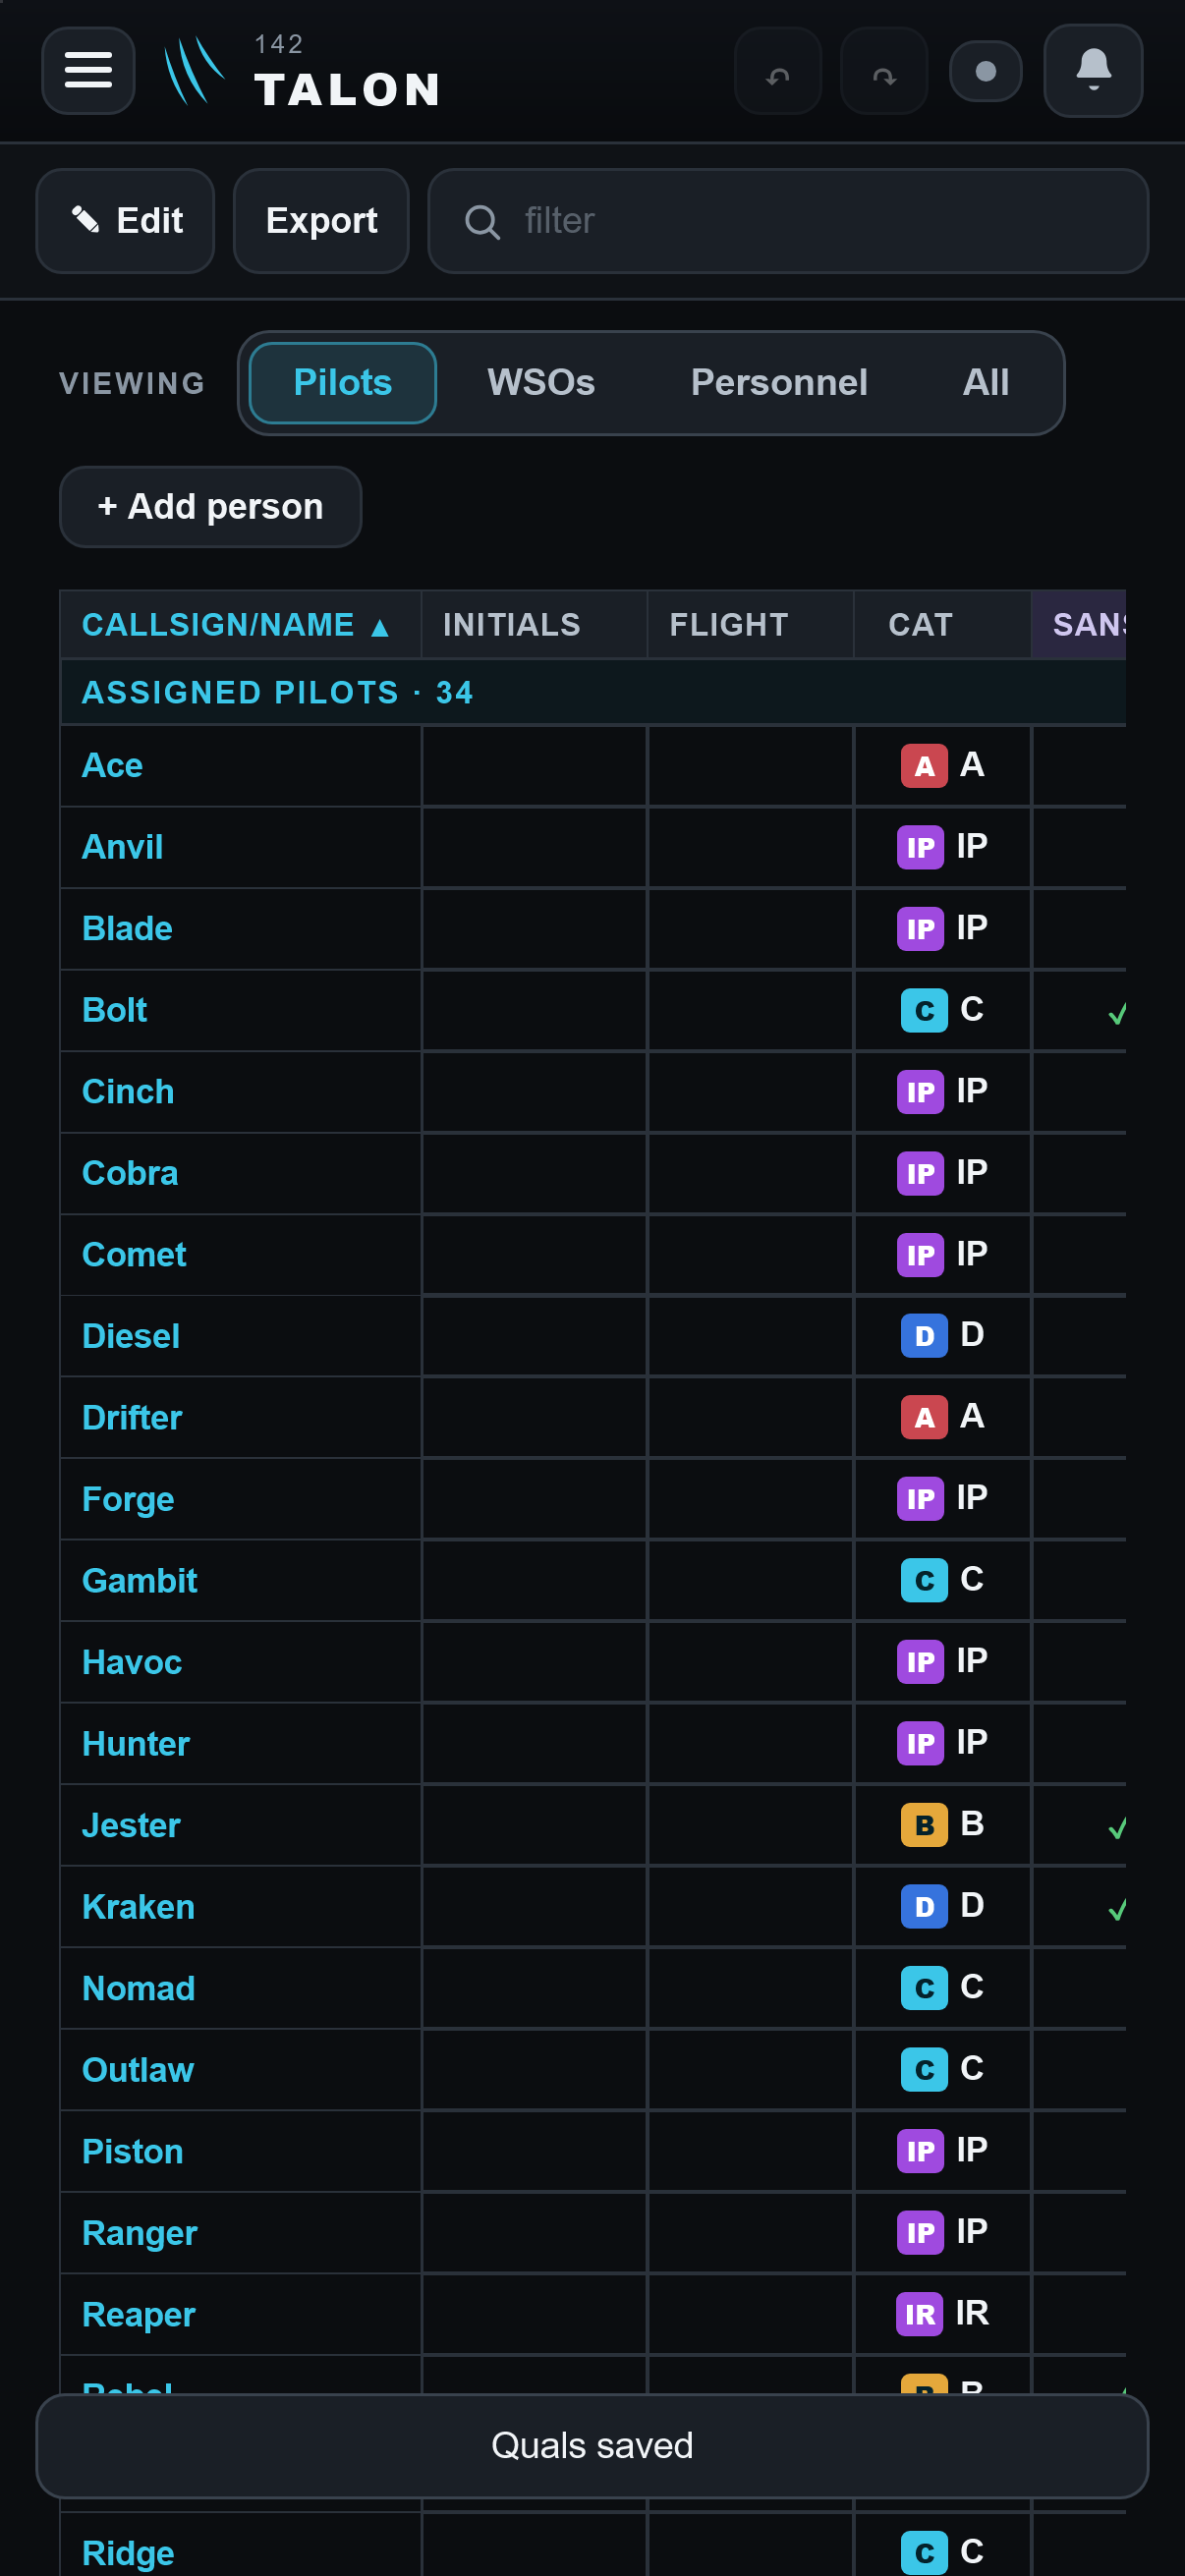 142
TALON
Edit
Export
filter
VIEWING
Pilots
WSOs
Personnel
All
+ Add person
CALLSIGN/NAME ▲ INITIALS FLIGHT CAT SANS
ASSIGNED PILOTS · 34
Ace A A
Anvil IP IP
Blade IP IP
Bolt C C ✓
Cinch IP IP
Cobra IP IP
Comet IP IP
Diesel D D
Drifter A A
Forge IP IP
Gambit C C
Havoc IP IP
Hunter IP IP
Jester B B ✓
Kraken D D ✓
Nomad C C
Outlaw C C
Piston IP IP
Ranger IP IP
Reaper IR IR
Rebel B B
Quals saved
Ridge C C